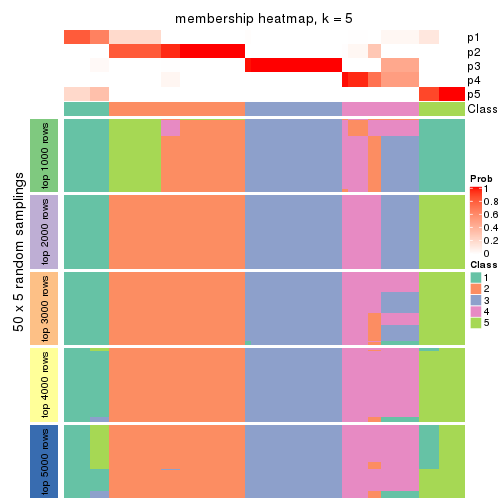 membership heatmap, k = 5
p1
p2
p3
p4
p5
Class
50 x 5 random samplings
top 1000 rows
top 2000 rows
top 3000 rows
top 4000 rows
top 5000 rows
Prob
1
0.8
0.6
0.4
0.2
0
Class
1
2
3
4
5